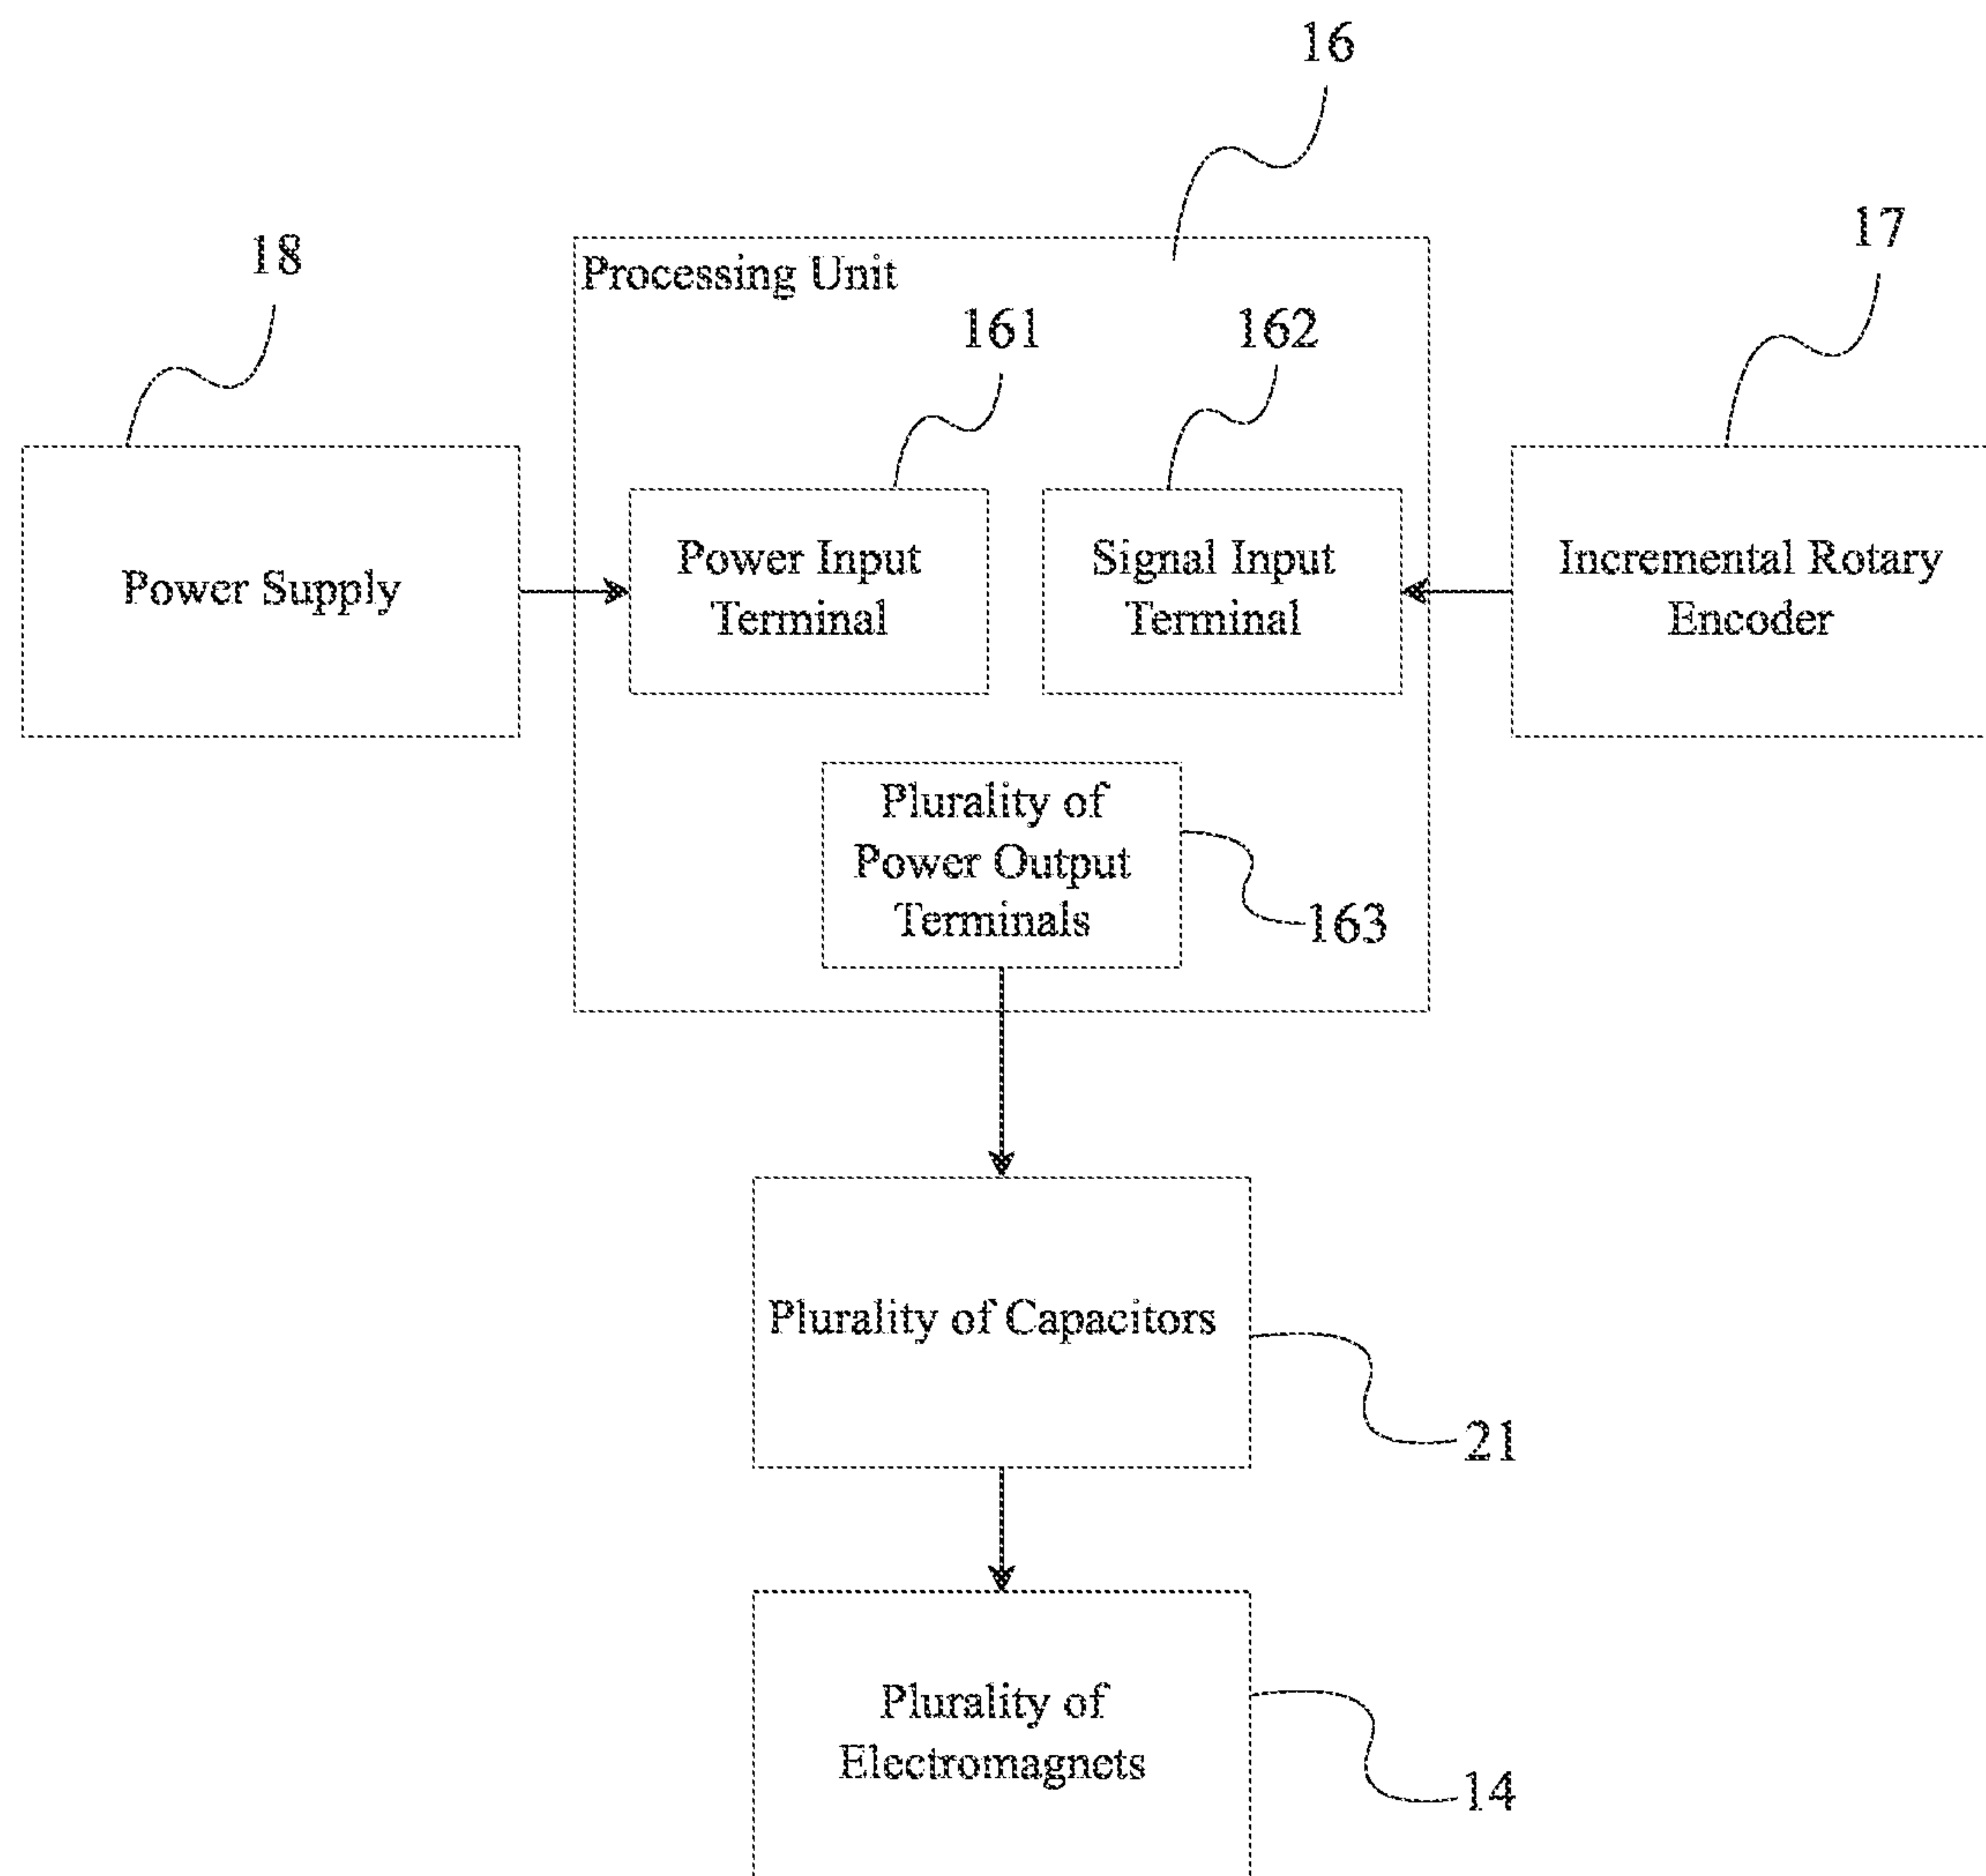 16
18
17
Processing Unit
161
162
Power Supply
Power Input
Terminal
Signal Input
Terminal
Incremental Rotary
Encoder
Plurality of
Power Output
Terminals
163
Plurality of Capacitors
21
Plurality of
Electromagnets
14